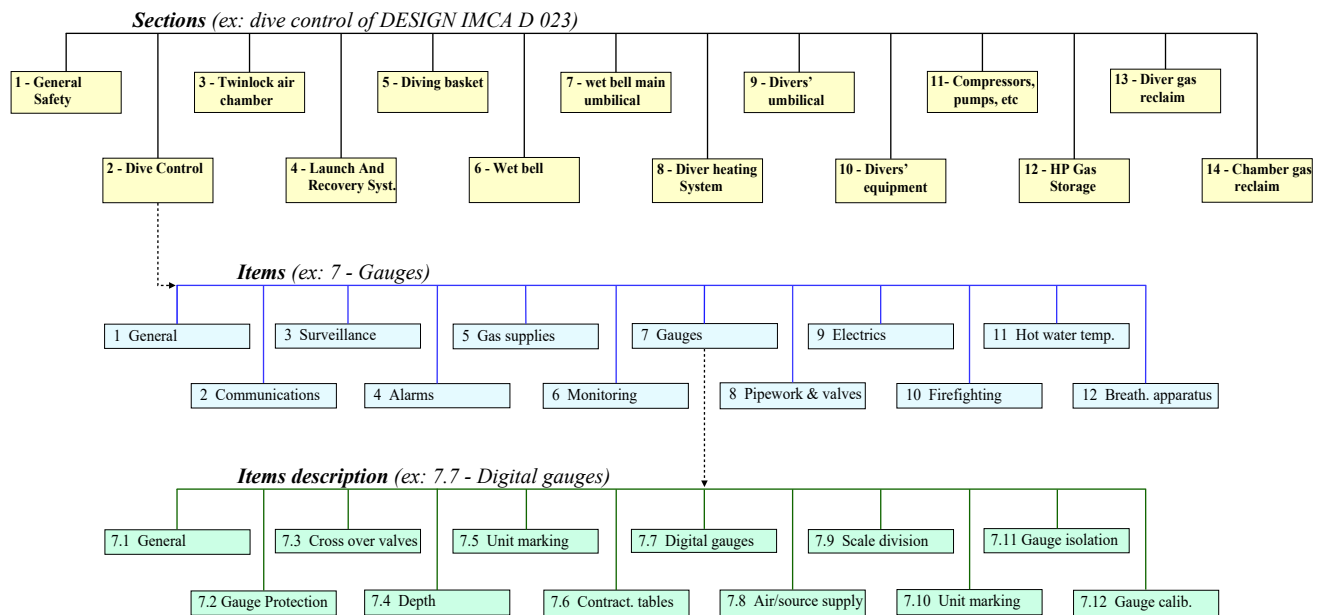 Sections (ex: dive control of DESIGN IMCA D 023)
1 - General
Safety
3 - Twinlock air
chamber
5 - Diving basket
7 - wet bell main
umbilical
9 - Divers'
umbilical
11- Compressors,
pumps, etc
13 - Diver gas
reclaim
2 - Dive Control
4 - Launch And
Recovery Syst.
6 - Wet bell
8 - Diver heating
System
10 - Divers'
equipment
12 - HP Gas
Storage
14 - Chamber gas
reclaim
Items (ex: 7 - Gauges)
1 General
3 Surveillance
5 Gas supplies
7 Gauges
9 Electrics
11 Hot water temp.
2 Communications
4 Alarms
6 Monitoring
8 Pipework & valves
10 Firefighting
12 Breath. apparatus
Items description (ex: 7.7 - Digital gauges)
7.1 General
7.3 Cross over valves
7.5 Unit marking
7.7 Digital gauges
7.9 Scale division
7.11 Gauge isolation
7.2 Gauge Protection
7.4 Depth
7.6 Contract. tables
7.8 Air/source supply
7.10 Unit marking
7.12 Gauge calib.